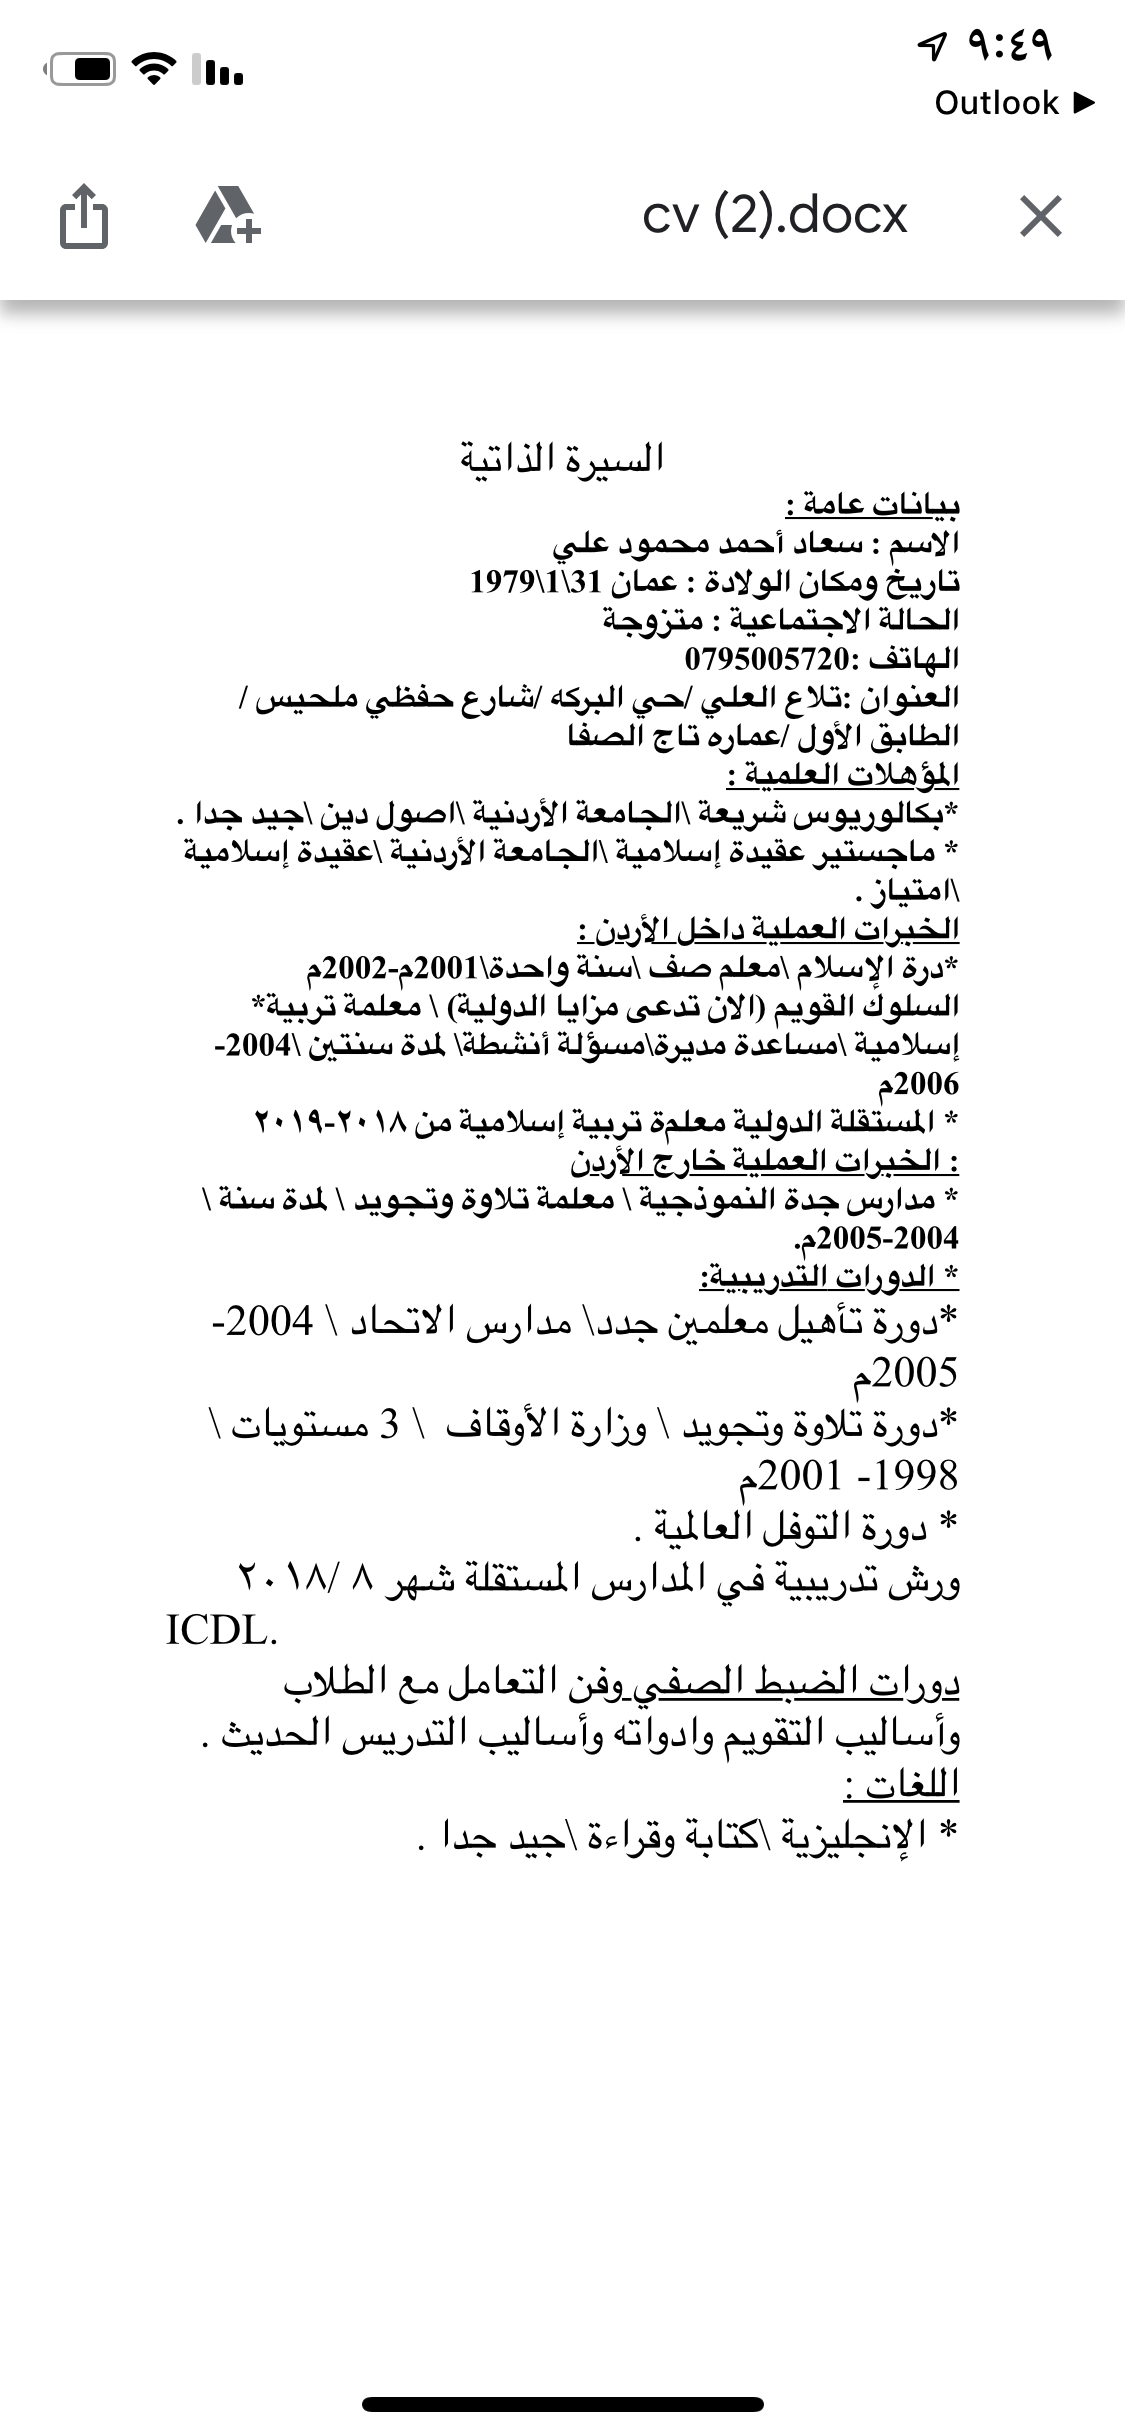 ٩:٤٩
Outlook
cv (2).docx
السيرة الذاتية
بيانات عامة :
الاسم : سعاد أحمد محمود علي
تاريخ ومكان الولادة : عمان 31\1\1979
الحالة الاجتماعية : متزوجة
الهاتف :0795005720
العنوان :تلاع العلي /حي البركه /شارع حفظي ملحيس /
الطابق الأول /عماره تاج الصفا
المؤهلات العلمية :
*بكالوريوس شريعة \الجامعة الأردنية \اصول دين \جيد جدا .
* ماجستير عقيدة إسلامية \الجامعة الأردنية \عقيدة إسلامية
\امتياز .
الخبرات العملية داخل الأردن :
*درة الإسلام \معلم صف \سنة واحدة\2001م-2002م
السلوك القويم (الان تدعى مزايا الدولية) \ معلمة تربية*
إسلامية \مساعدة مديرة\مسؤلة أنشطة\ لمدة سنتين \2004-
2006م
* المستقلة الدولية معلمة تربية إسلامية من ٢٠١٨-٢٠١٩
: الخبرات العملية خارج الأردن
* مدارس جدة النموذجية \ معلمة تلاوة وتجويد \ لمدة سنة \
2004-2005م.
* الدورات التدريبية:
*دورة تأهيل معلمين جدد\ مدارس الاتحاد \ 2004-
2005م
*دورة تلاوة وتجويد \ وزارة الأوقاف \ 3 مستويات \
1998- 2001م
* دورة التوفل العالمية .
ورش تدريبية في المدارس المستقلة شهر ٨ /٢٠١٨
ICDL.
دورات الضبط الصفي وفن التعامل مع الطلاب
وأساليب التقويم وادواته وأساليب التدريس الحديث .
اللغات :
* الإنجليزية \كتابة وقراءة \جيد جدا .